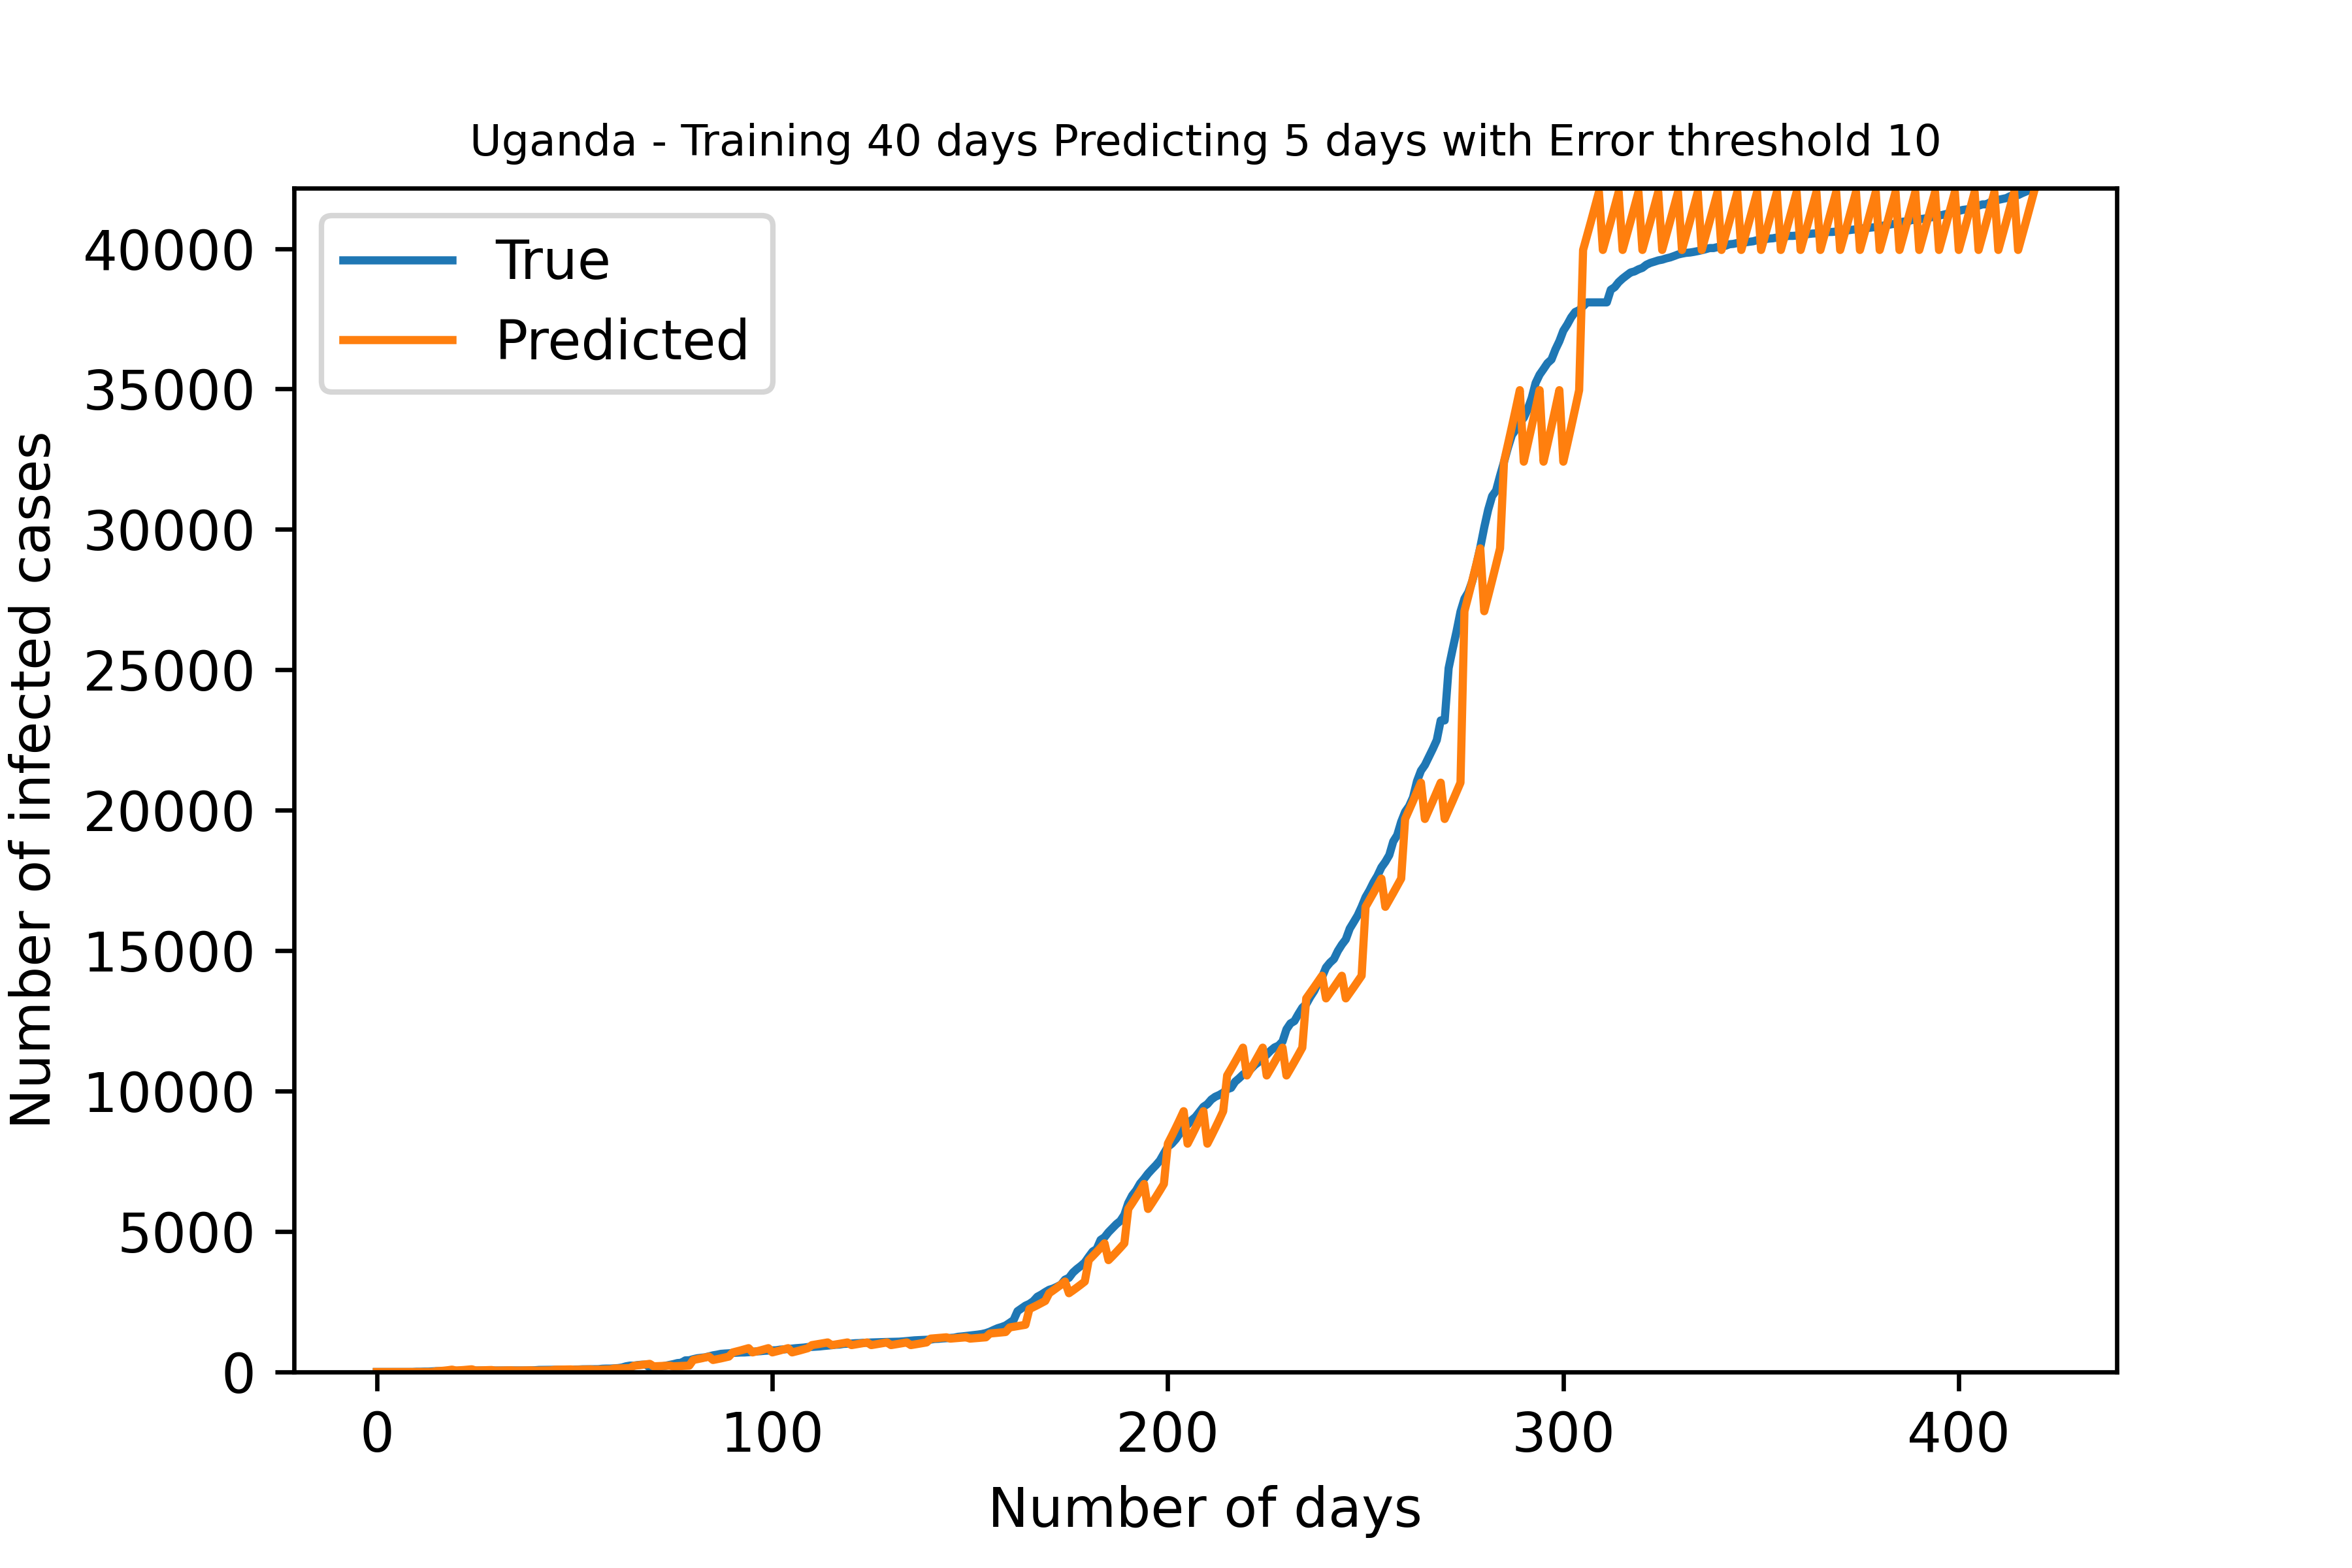 Uganda - Training 40 days Predicting 5 days with Error threshold 10
True
Predicted
Number of infected cases
40000
35000
30000
25000
20000
15000
10000
5000
0
0 100 200 300 400
Number of days